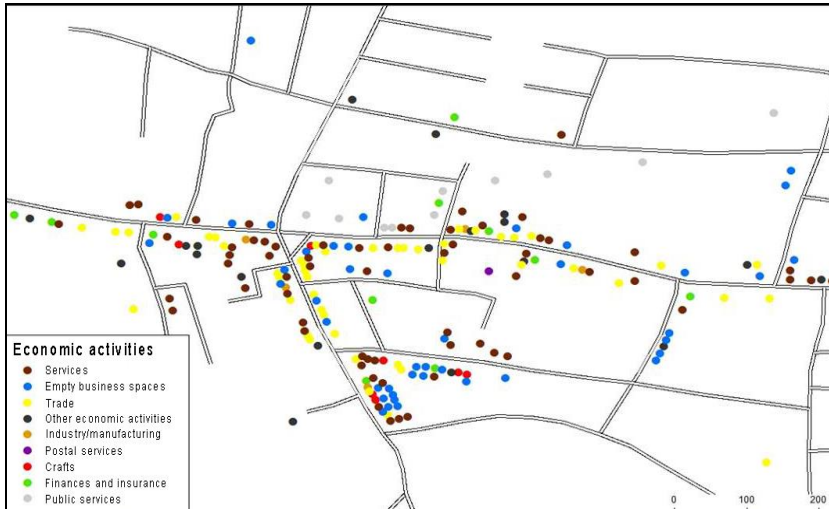 Economic activities
Services
Empty business spaces
Trade
Other economic activities
Industry/manufacturing
Postal services
Crafts
Finances and insurance
Public services
0 100 200